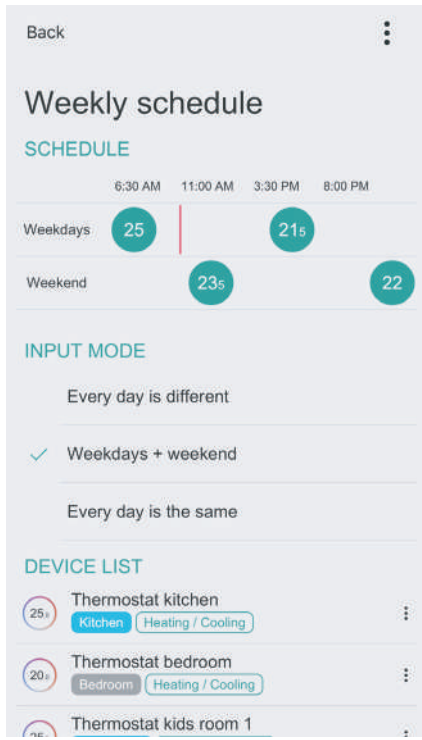 Back
Weekly schedule
SCHEDULE
6:30 AM 11:00 AM 3:30 PM 8:00 PM
Weekdays 25 215
Weekend 235 22
INPUT MODE
Every day is different
Weekdays + weekend
Every day is the same
DEVICE LIST
Thermostat kitchen
25
Kitchen Heating / Cooling
Thermostat bedroom
20
Bedroom Heating / Cooling
Thermostat kids room 1